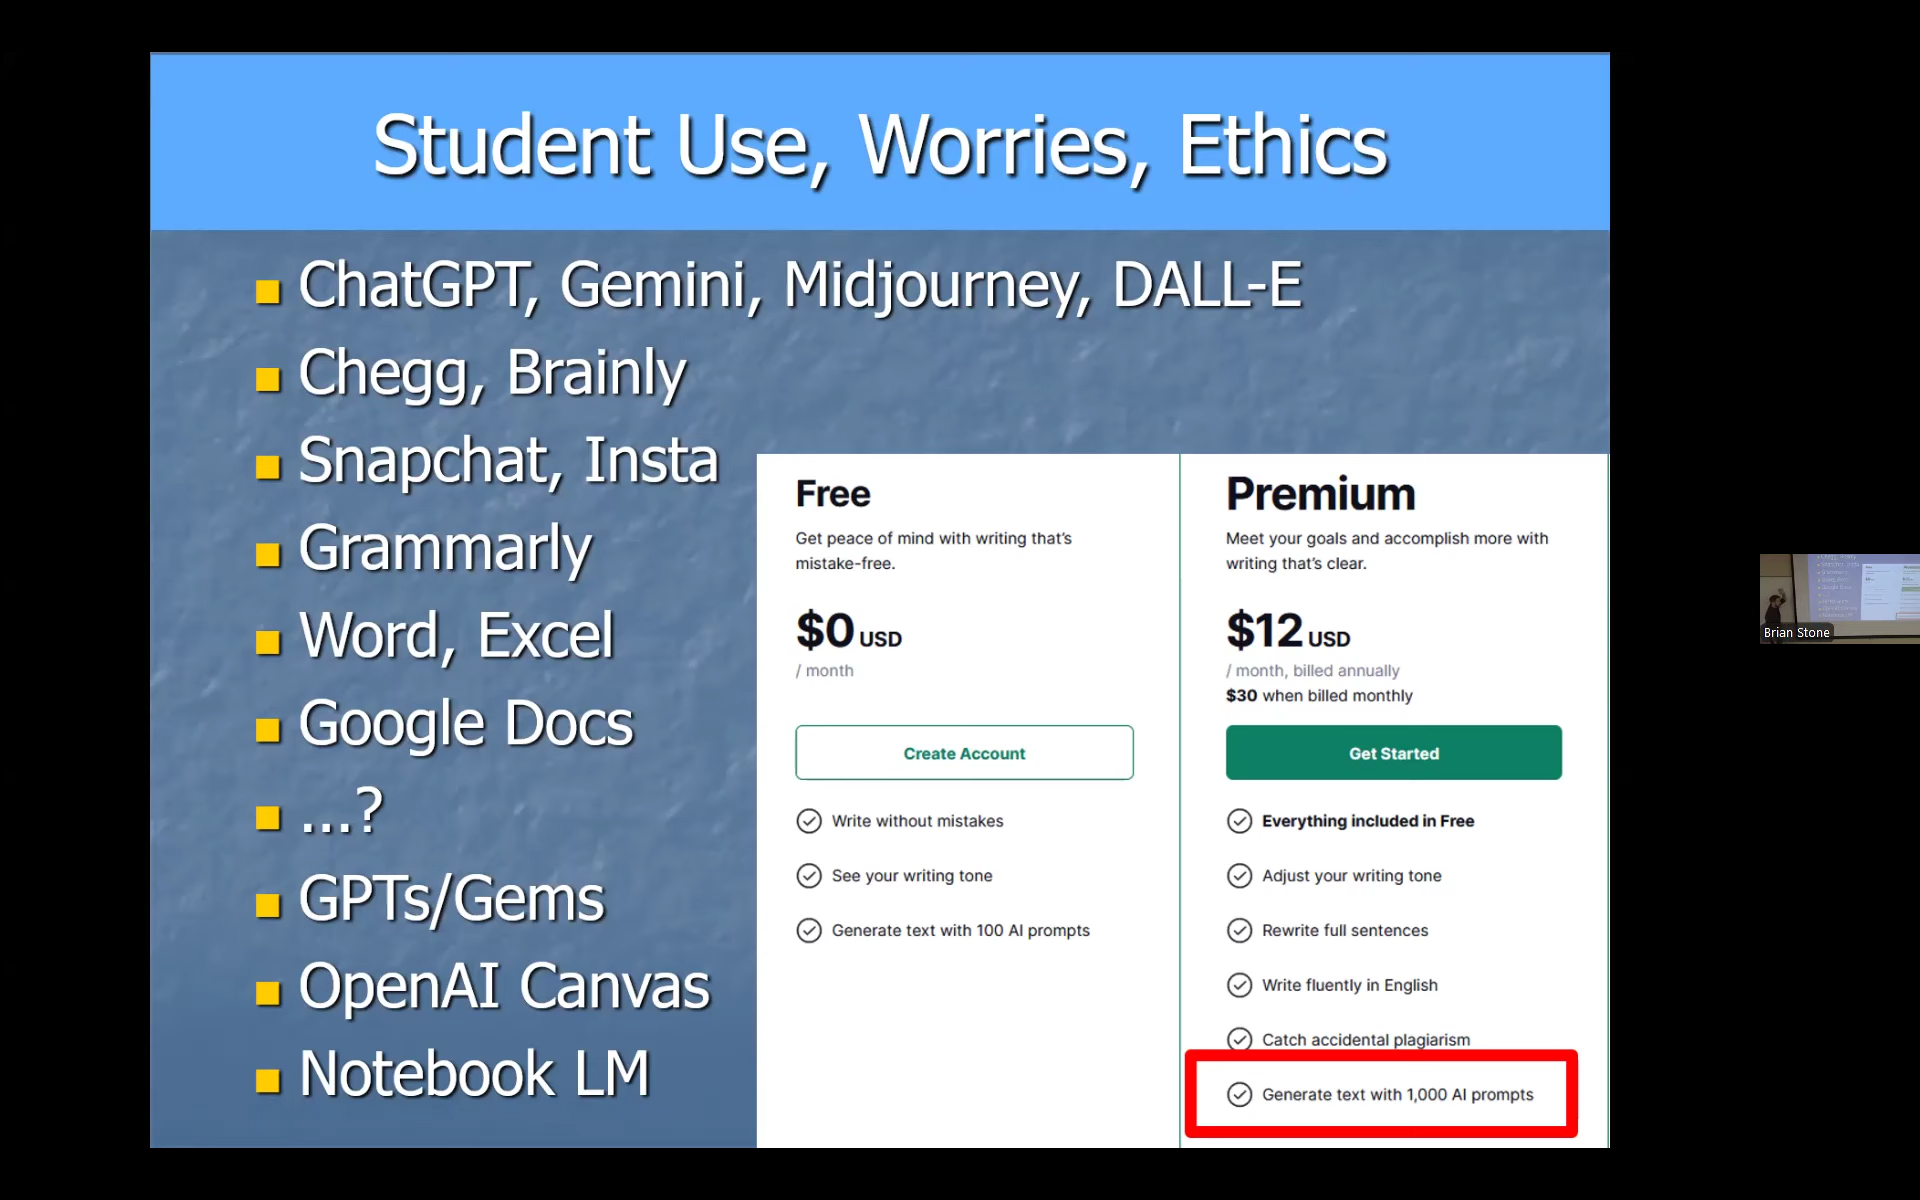 Student Use, Worries, Ethics
ChatGPT, Gemini, Midjourney, DALL-E
Chegg, Brainly
Snapchat, Insta
Grammarly
Word, Excel
Google Docs
...?
GPTs/Gems
OpenAI Canvas
Notebook LM
Free
Get peace of mind with writing that's
mistake-free.
$0 USD
/ month
Create Account
Write without mistakes
See your writing tone
Generate text with 100 AI prompts
Premium
Meet your goals and accomplish more with
writing that's clear.
$12 USD
/ month, billed annually
$30 when billed monthly
Get Started
Everything included in Free
Adjust your writing tone
Rewrite full sentences
Write fluently in English
Catch accidental plagiarism
Generate text with 1,000 AI prompts
Brian Stone